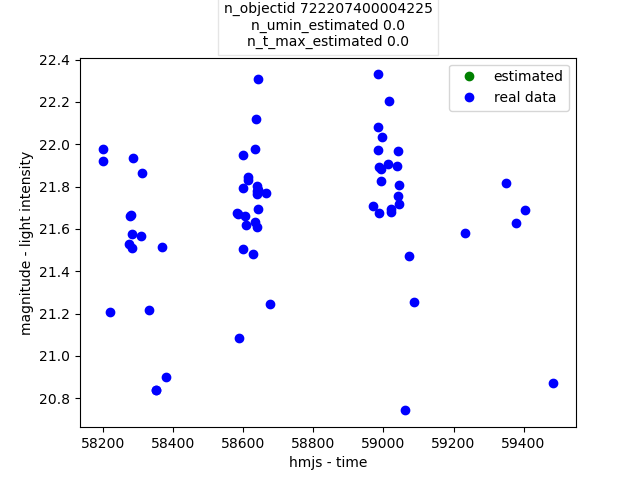 n_objectid 722207400004225
n_umin_estimated 0.0
n_t_max_estimated 0.0
22.4
22.2
22.0
21.8
21.6
21.4
21.2
21.0
20.8
magnitude - light intensity
estimated
real data
58200 58400 58600 58800 59000 59200 59400
hmjs - time